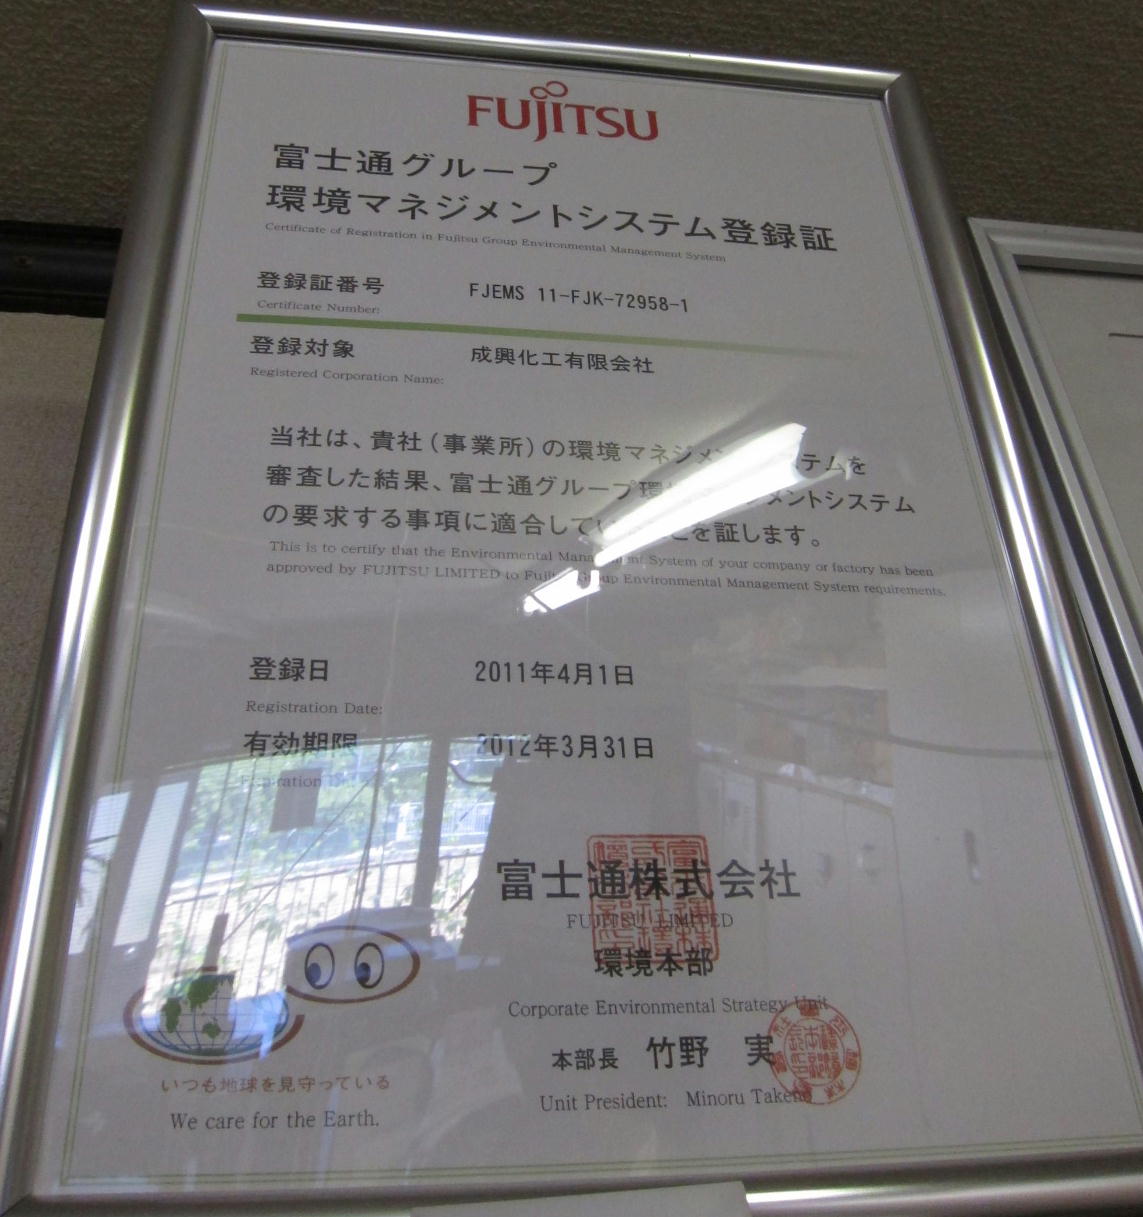 FUJITSU
富士通グループ
環境マネジメントシステム登録証
Certificate of Registration in Fujitsu Group Environmental Management System
登録証番号 FJEMS 11-FJK-72958-1
Certificate Number:
登録対象 成興化工有限会社
Registered Corporation Name:
当社は、貴社(事業所)の環境マネジメン テムを
審査した結果、富士通グループ環 ジメントシステム
の要求する事項に適合してい とを証します。
This is to certify that the Environmental Management System of your company or factory has been
approved by FUJITSU LIMITED to Fujitsu Group Environmental Management System requirements.
登録日 2011年4月1日
Registration Date:
有効期限 2012年3月31日
Expiration
富士通株式会社
FUJITSU LIMITED
環境本部
Corporate Environmental Strategy Unit
本部長 竹野 実
Unit President: Minoru Takeno
いつも地球を見守っている
We care for the Earth.